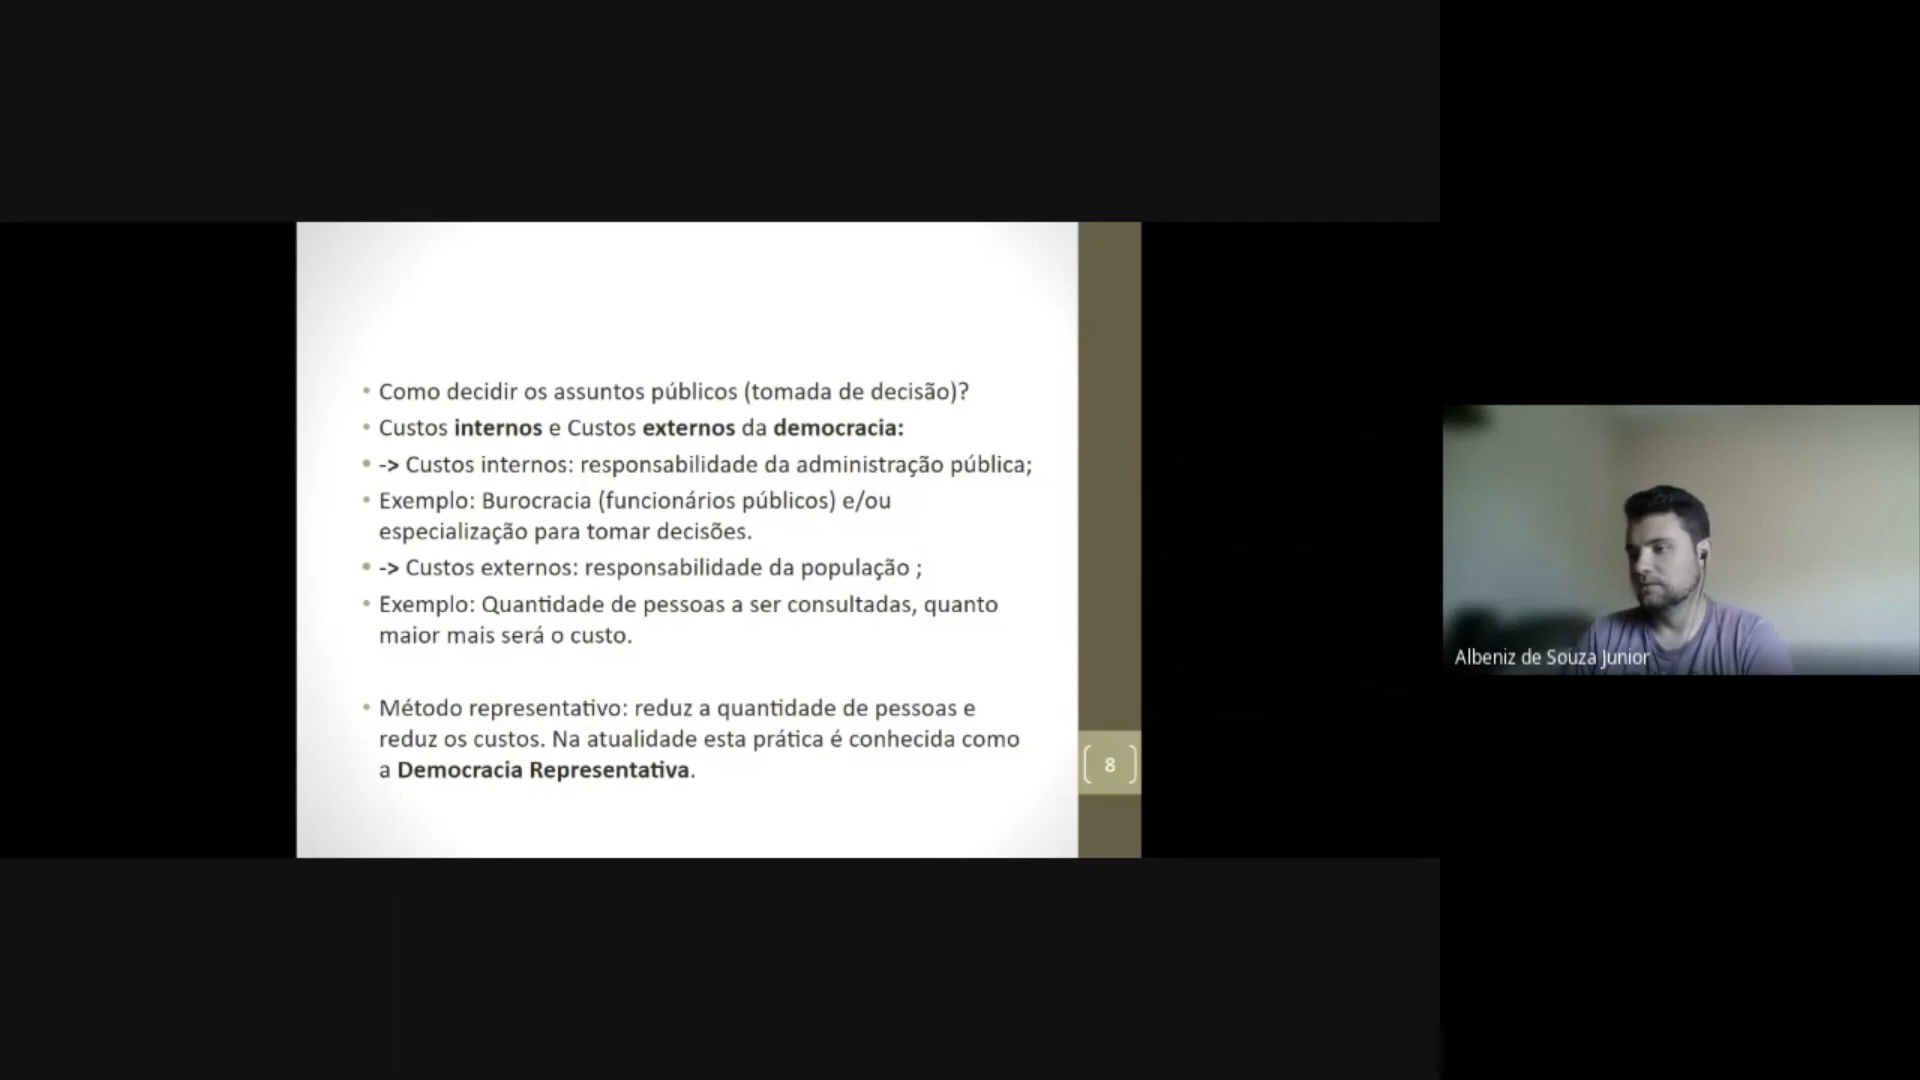 • Como decidir os assuntos públicos (tomada de decisão)?
• Custos internos e Custos externos da democracia:
• -> Custos internos: responsabilidade da administração pública;
• Exemplo: Burocracia (funcionários públicos) e/ou
especialização para tomar decisões.
• -> Custos externos: responsabilidade da população ;
• Exemplo: Quantidade de pessoas a ser consultadas, quanto
maior mais será o custo.
• Método representativo: reduz a quantidade de pessoas e
reduz os custos. Na atualidade esta prática é conhecida como
a Democracia Representativa.
8
Albeniz de Souza Junior